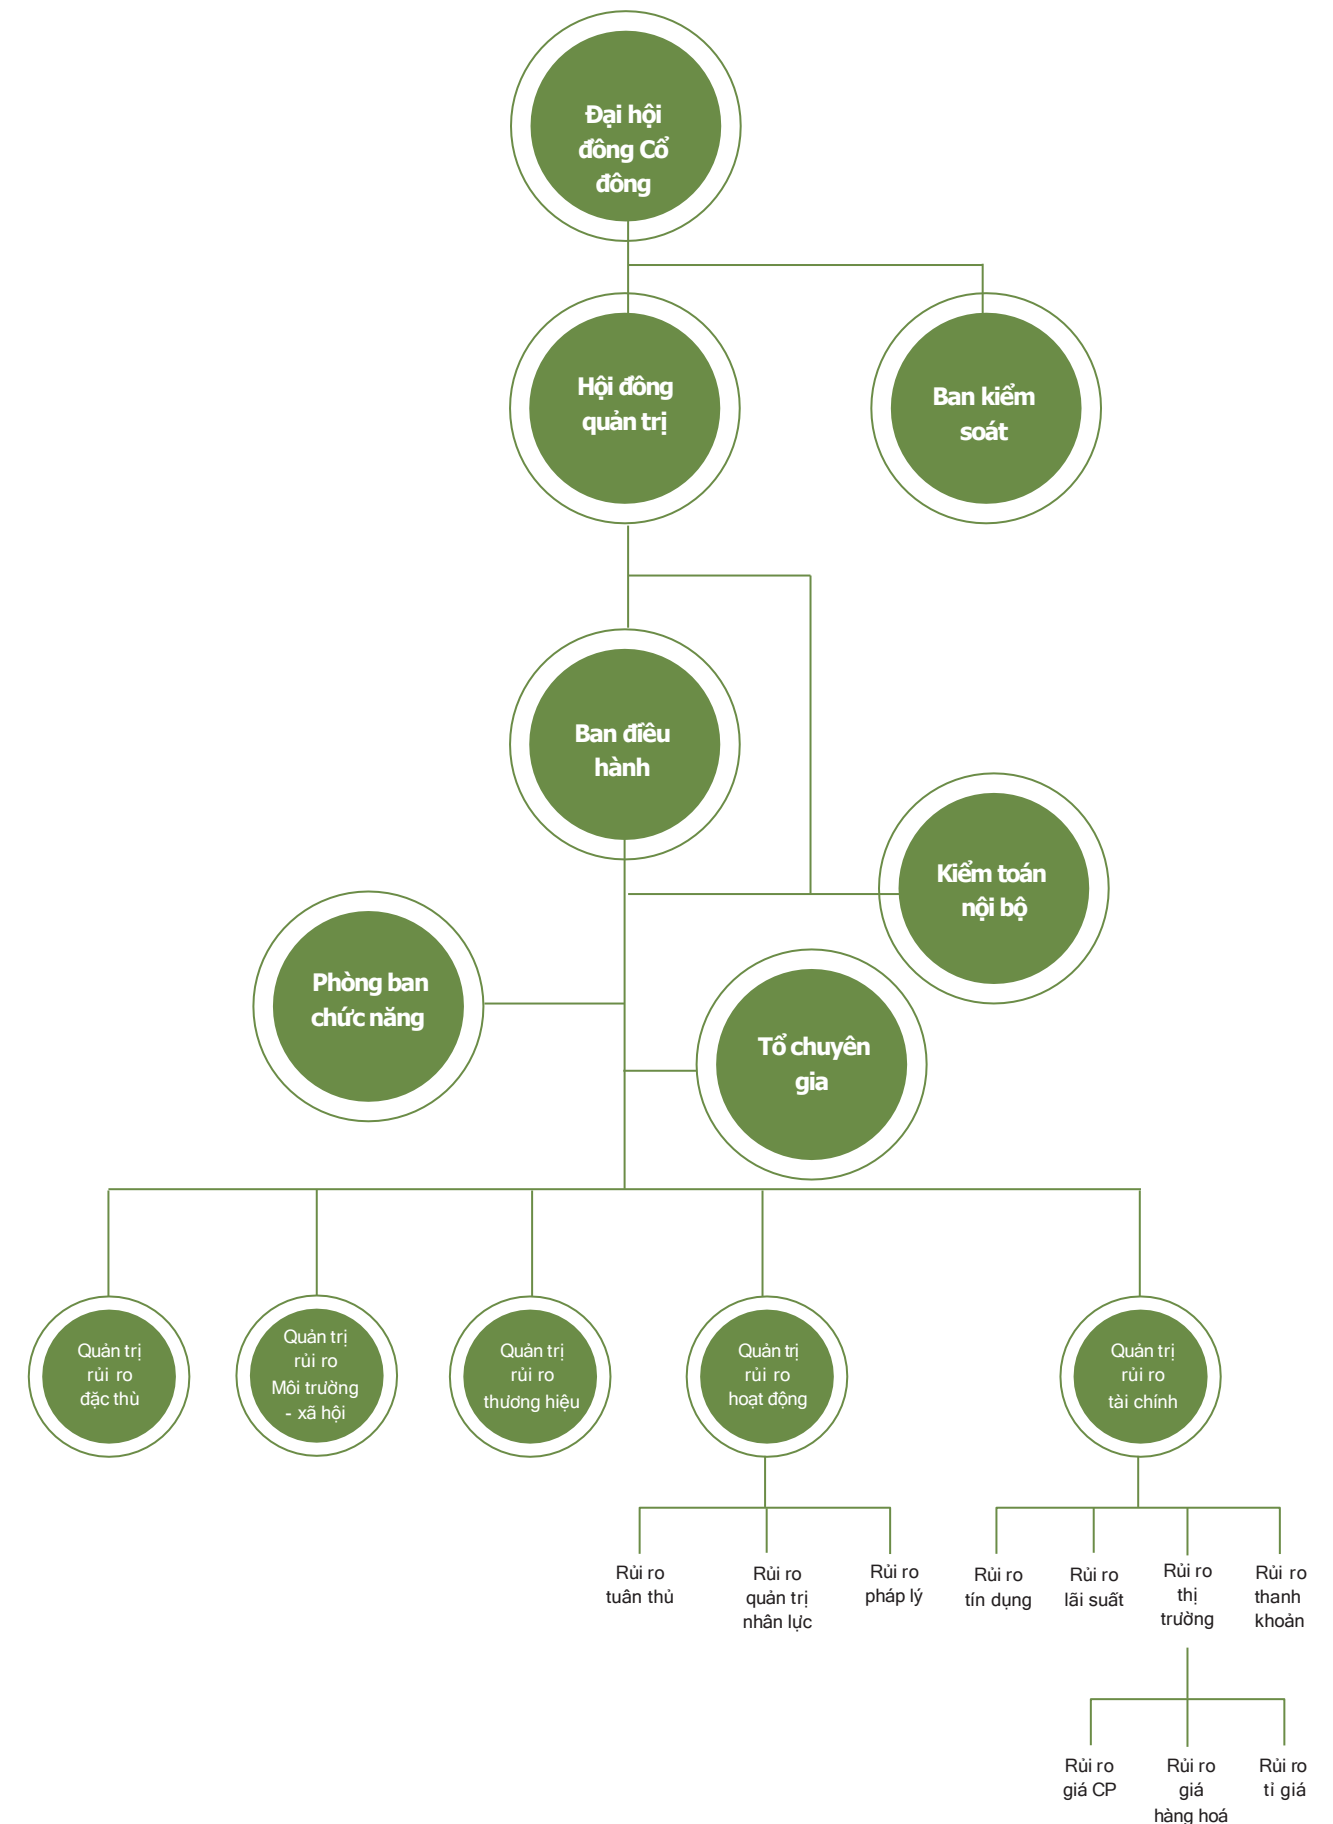 Đại hội
đông Cổ
đông
Hội đông
quản trị
Ban kiểm
soát
Ban điêu
hành
Kiểm toán
nội bộ
Phòng ban
chức năng
Tổ chuyên
gia
Quản trị
rủi ro
đặc thù
Quản trị
rủi ro
Môi trường
- xã hội
Quản trị
rủi ro
thương hiệu
Quản trị
rủi ro
hoạt động
Quản trị
rủi ro
tài chính
Rủi ro
tuân thủ
Rủi ro
quản trị
nhân lực
Rủi ro
pháp lý
Rủi ro
tín dụng
Rủi ro
lãi suất
Rủi ro
thị
trường
Rủi ro
thanh
khoản
Rủi ro
giá CP
Rủi ro
giá
hàng hoá
Rủi ro
tỉ giá